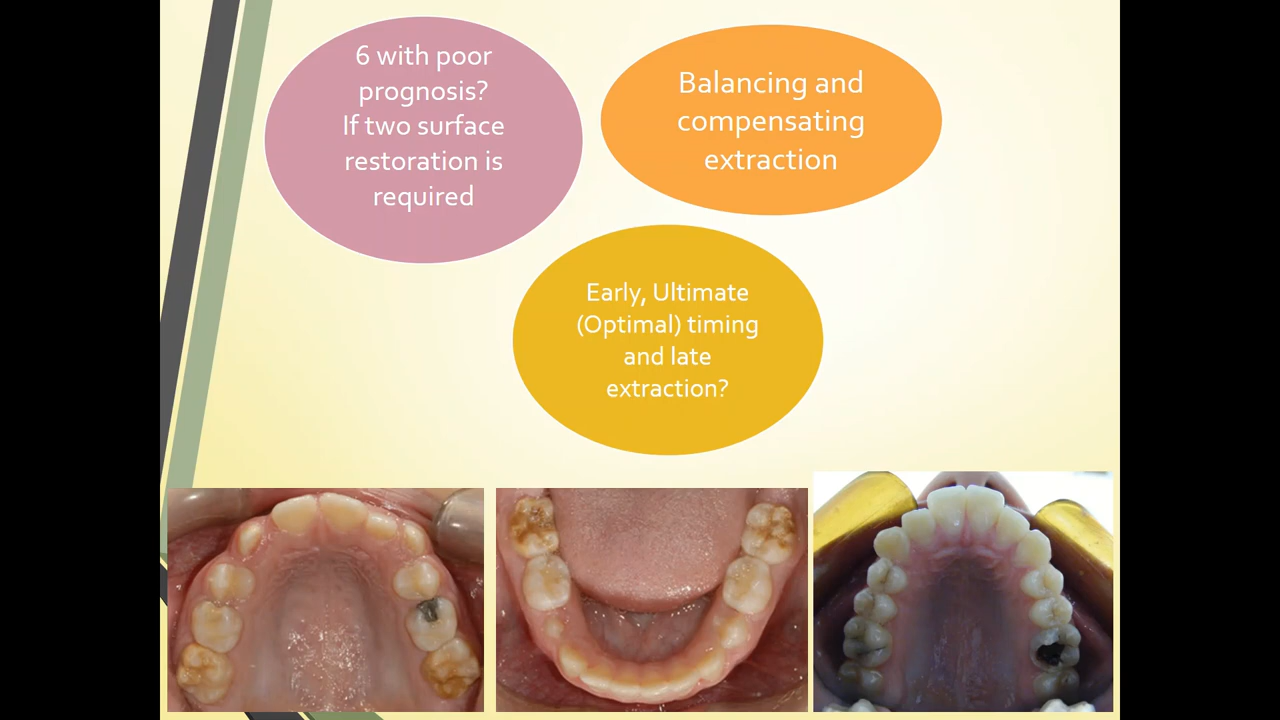 6 with poor
prognosis?
If two surface
restoration is
required
Balancing and
compensating
extraction
Early, Ultimate
(Optimal) timing
and late
extraction?